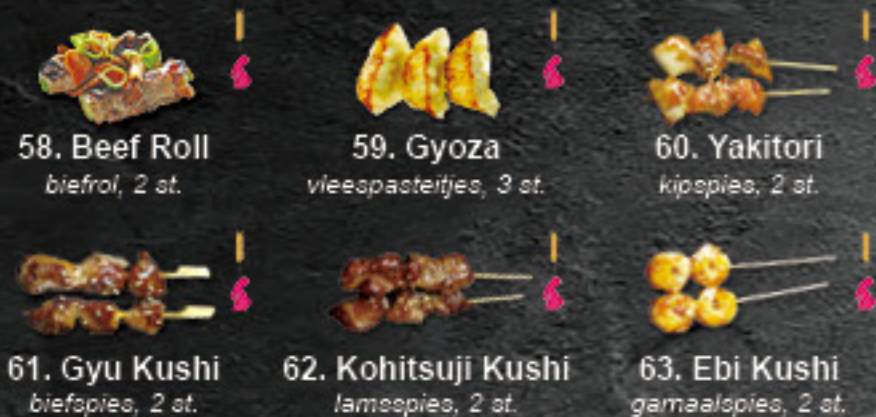 58. Beef Roll
biefrol, 2 st.
59. Gyoza
vleespasteitjes, 3 st.
60. Yakitori
kipspies, 2 st.
61. Gyu Kushi
biefspies, 2 st.
62. Kohitsuji Kushi
lamsspies, 2 st.
63. Ebi Kushi
garnaalspies, 2 st.